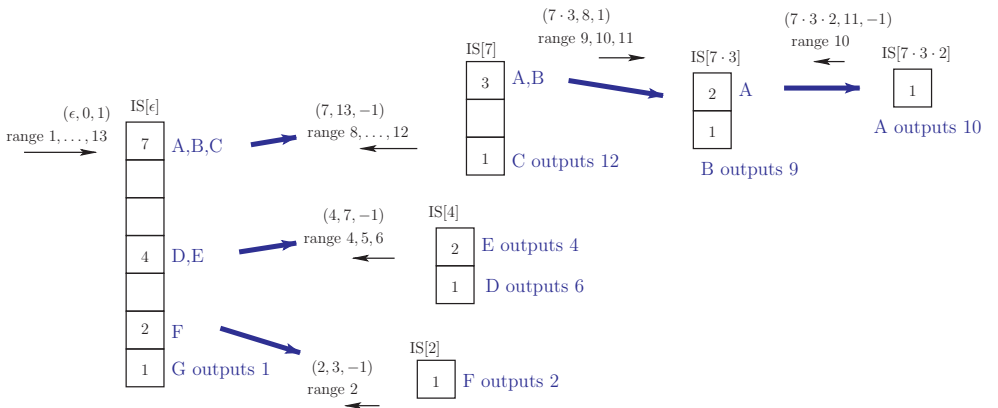 (ϵ, 0, 1)
range 1, . . . , 13
IS[ϵ]
7
A,B,C
4
D,E
2
F
1
G outputs 1
(7, 13, −1)
range 8, . . . , 12
IS[7]
3
A,B
1
C outputs 12
(7 · 3, 8, 1)
range 9, 10, 11
IS[7 · 3]
2
A
1
B outputs 9
(7 · 3 · 2, 11, −1)
range 10
IS[7 · 3 · 2]
1
A outputs 10
(4, 7, −1)
range 4, 5, 6
IS[4]
2
E outputs 4
1
D outputs 6
(2, 3, −1)
range 2
IS[2]
1
F outputs 2